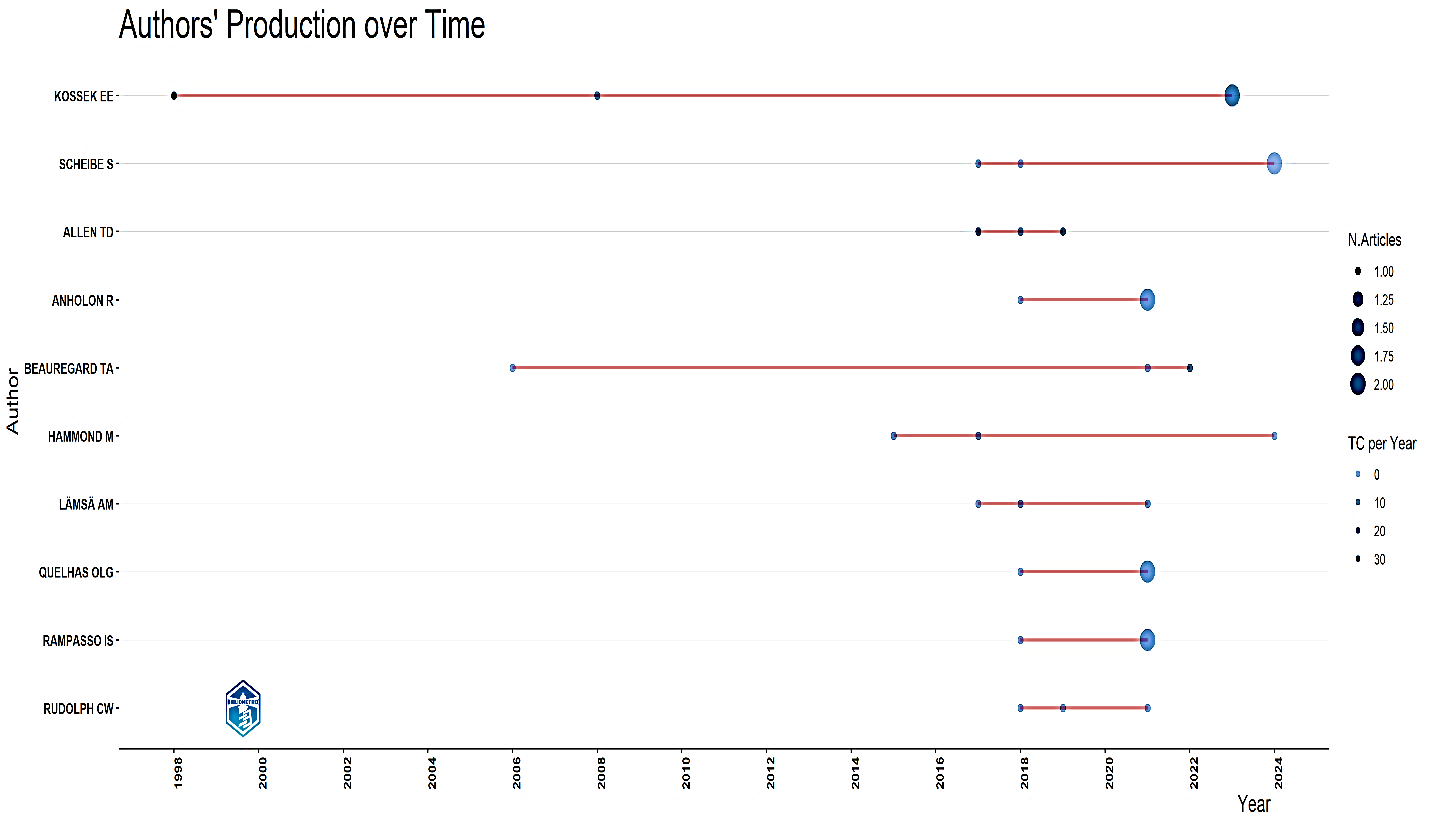 Authors' Production over Time
KOSSEK EE
SCHEIBE S
ALLEN TD
ANHOLON R
BEAUREGARD TA
HAMMOND M
LÄMSÄ AM
QUELHAS OLG
RAMPASSO IS
RUDOLPH CW
Author
BIBLIOMETRIX
1998
2000
2002
2004
2006
2008
2010
2012
2014
2016
2018
2020
2022
2024
Year
N.Articles
1.00
1.25
1.50
1.75
2.00
TC per Year
0
10
20
30